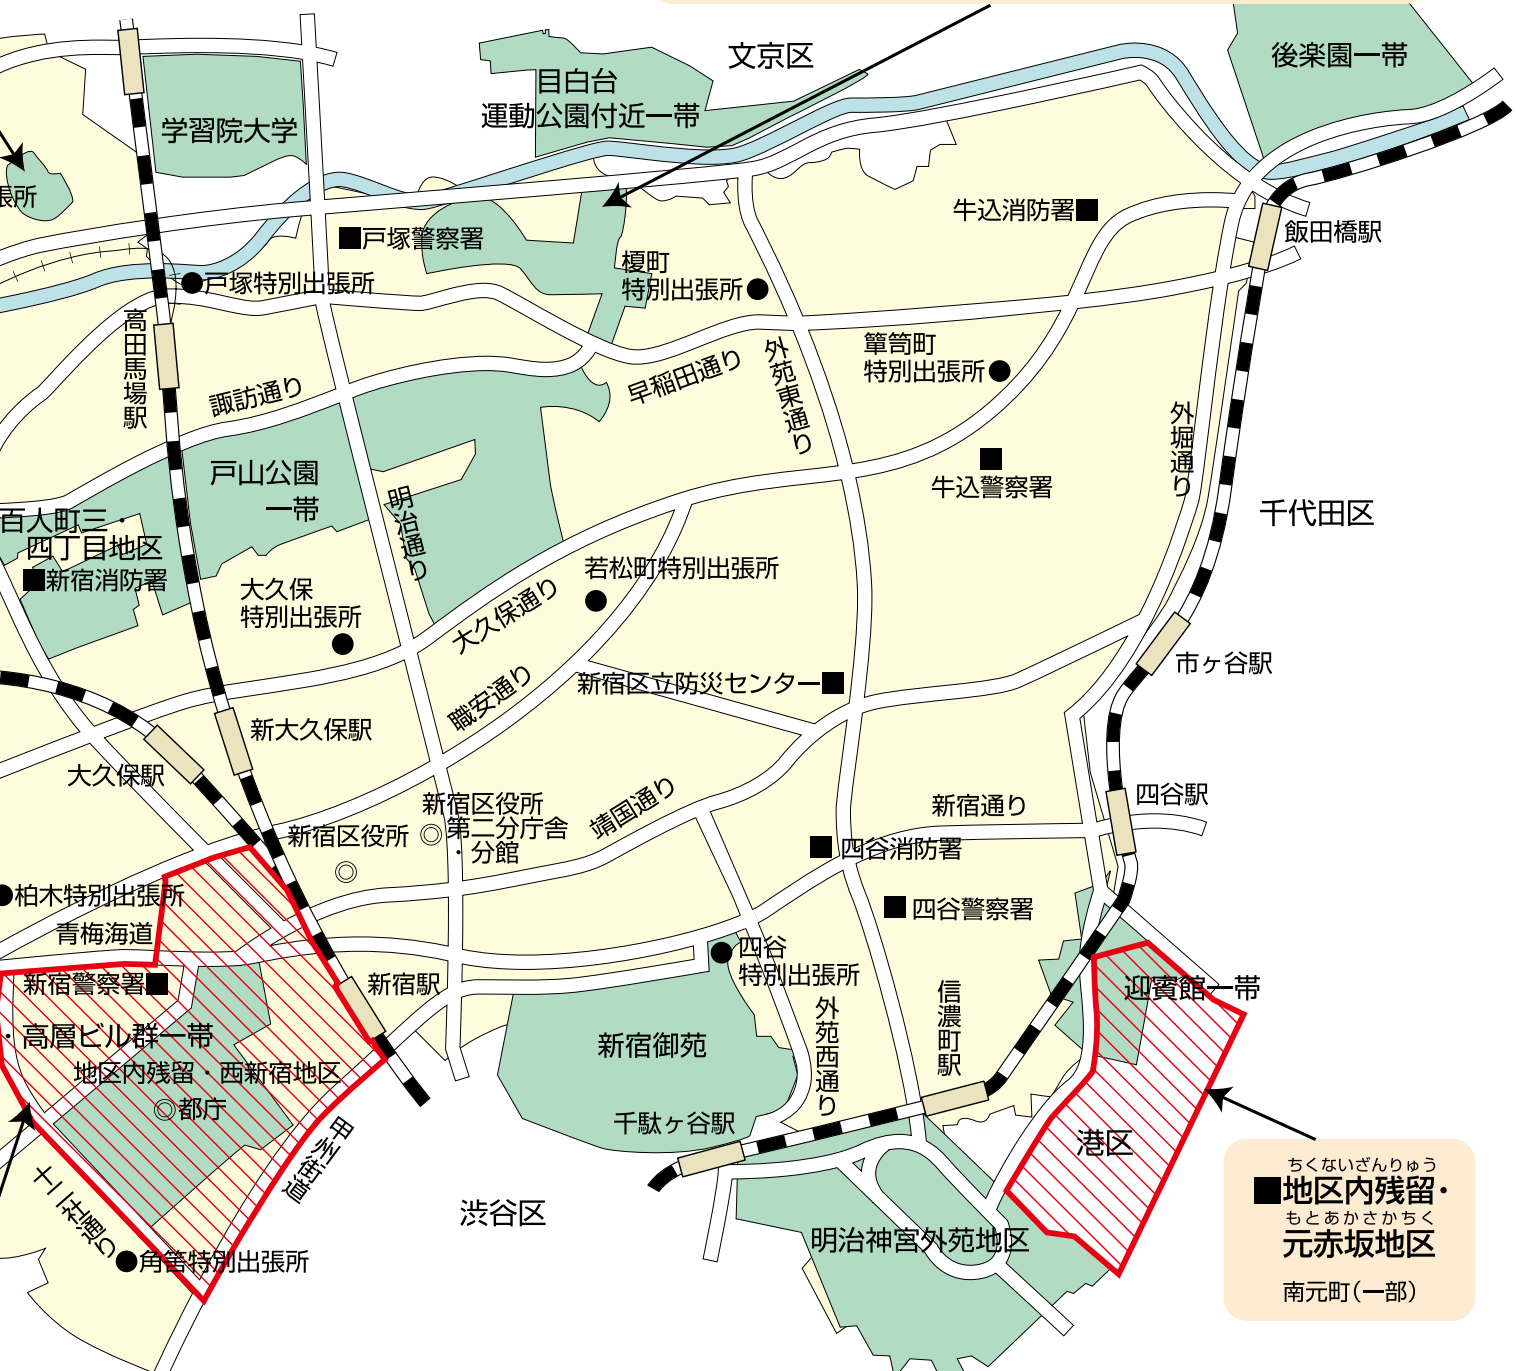 文京区
後楽園一帯
目白台
運動公園付近一帯
学習院大学
張所
牛込消防署
飯田橋駅
戸塚警察署
榎町
特別出張所
戸塚特別出張所
高田馬場駅
早稲田通り
外苑東通り
箪笥町
特別出張所
諏訪通り
外堀通り
戸山公園
一帯
牛込警察署
明治通り
千代田区
百人町三・
四丁目地区
新宿消防署
大久保
特別出張所
若松町特別出張所
大久保通り
市ヶ谷駅
新宿区立防災センター
職安通り
新大久保駅
大久保駅
四谷駅
新宿区役所
第二分庁舎
・分館
靖国通り
新宿通り
新宿区役所
四谷消防署
柏木特別出張所
四谷警察署
青梅海道
四谷
特別出張所
新宿警察署
新宿駅
迎賓館一帯
信濃町駅
外苑西通り
・高層ビル群一帯
新宿御苑
地区内残留・西新宿地区
都庁
千駄ヶ谷駅
甲州街道
港区
十二社通り
渋谷区
明治神宮外苑地区
角筈特別出張所
ちくないざんりゅう
地区内残留・
もとあかさかちく
元赤坂地区
南元町(一部)